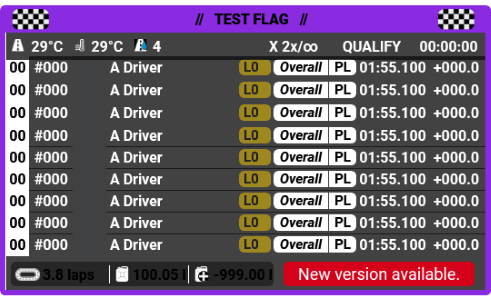 // TEST FLAG //
29°C 29°C 4 X 2x/∞ QUALIFY 00:00:00
00 #000 A Driver L0 Overall PL 01:55.100 +000.0
00 #000 A Driver L0 Overall PL 01:55.100 +000.0
00 #000 A Driver L0 Overall PL 01:55.100 +000.0
00 #000 A Driver L0 Overall PL 01:55.100 +000.0
00 #000 A Driver L0 Overall PL 01:55.100 +000.0
00 #000 A Driver L0 Overall PL 01:55.100 +000.0
00 #000 A Driver L0 Overall PL 01:55.100 +000.0
00 #000 A Driver L0 Overall PL 01:55.100 +000.0
00 #000 A Driver L0 Overall PL 01:55.100 +000.0
3.8 laps 100.05 l -999.00 l New version available.